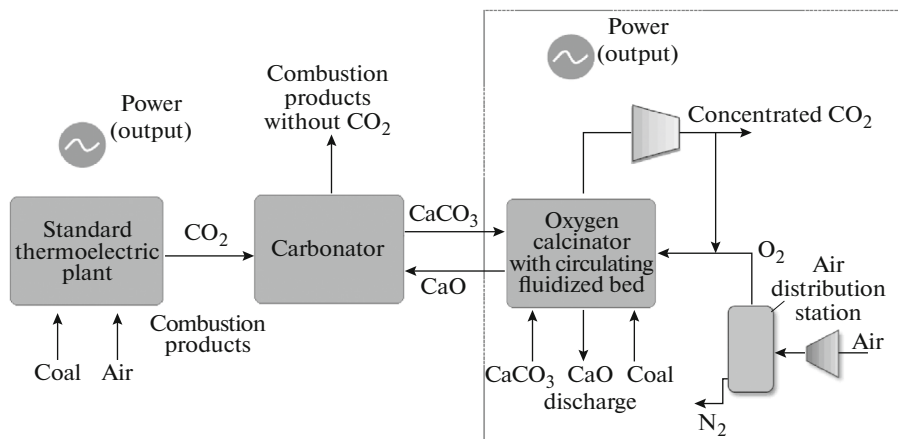 Power
(output)
Combustion
products
without CO2
Power
(output)
Concentrated CO2
Standard
thermoelectric
plant
CO2
Carbonator
CaCO3
CaO
Oxygen
calcinator
with circulating
fluidized bed
O2
Air
distribution
station
Combustion
products
Coal
Air
CaCO3
CaO
discharge
Coal
Air
N2